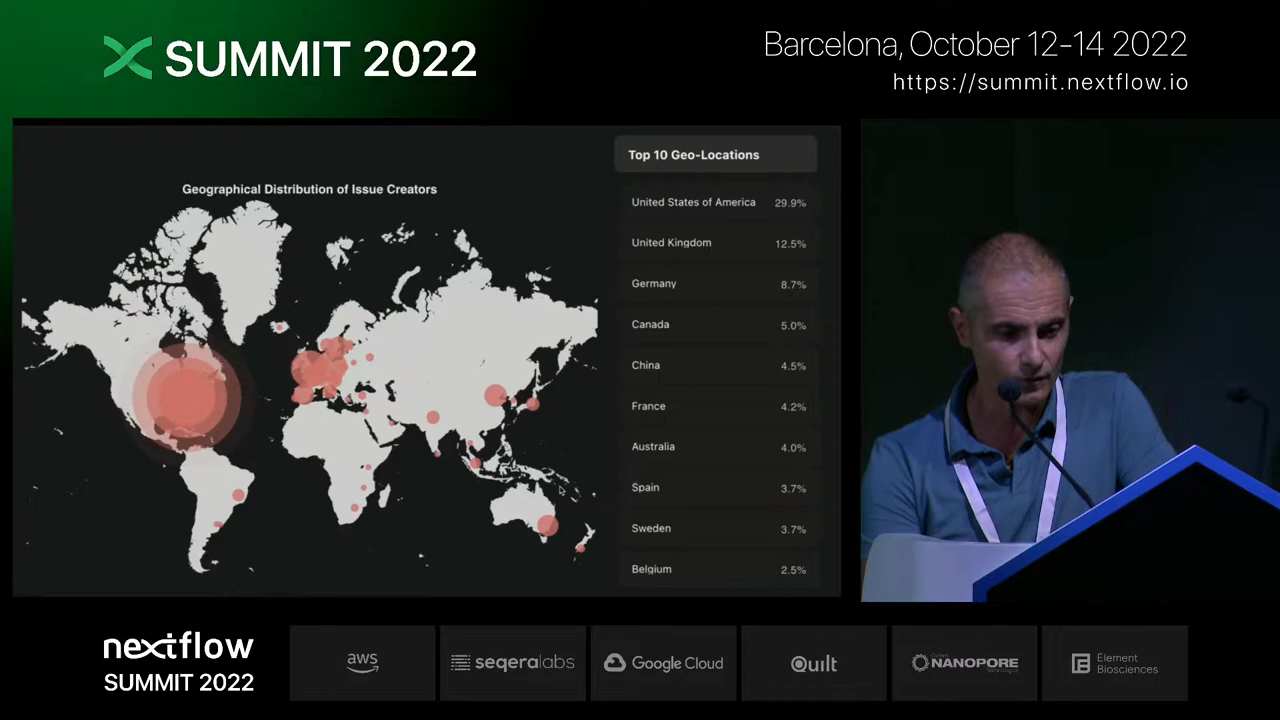 SUMMIT 2022
Barcelona, October 12-14 2022
https://summit.nextflow.io
Geographical Distribution of Issue Creators
Top 10 Geo-Locations
United States of America 29.9%
United Kingdom 12.5%
Germany 8.7%
Canada 5.0%
China 4.5%
France 4.2%
Australia 4.0%
Spain 3.7%
Sweden 3.7%
Belgium 2.5%
nextflow
SUMMIT 2022
aws
seqeralabs
Google Cloud
Quilt
NANOPORE
Element
Biosciences